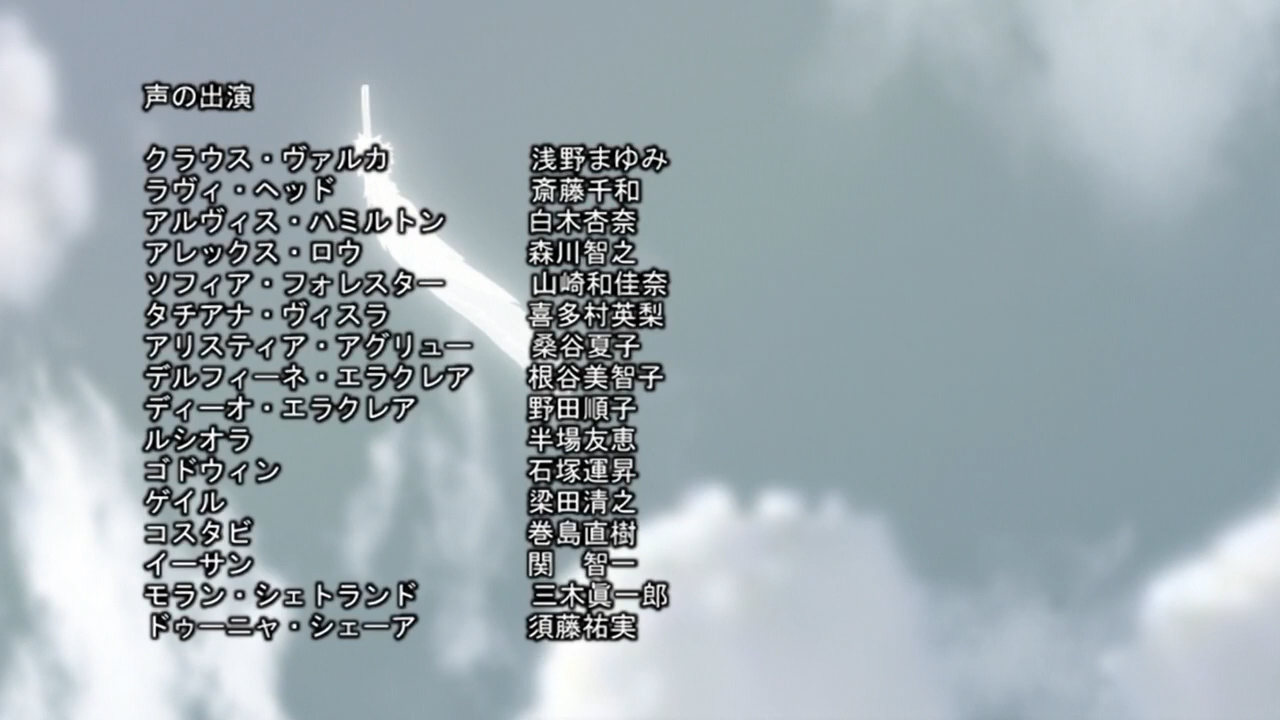 声の出演
クラウス・ヴァルカ 浅野まゆみ
ラヴィ・ヘッド 斎藤千和
アルヴィス・ハミルトン 白木杏奈
アレックス・ロウ 森川智之
ソフィア・フォレスター 山崎和佳奈
タチアナ・ヴィスラ 喜多村英梨
アリスティア・アグリュー 桑谷夏子
デルフィーネ・エラクレア 根谷美智子
ディーオ・エラクレア 野田順子
ルシオラ 半場友恵
ゴドウィン 石塚運昇
ゲイル 梁田清之
コスタビ 巻島直樹
イーサン 関　智一
モラン・シェトランド 三木眞一郎
ドゥーニャ・シェーア 須藤祐実